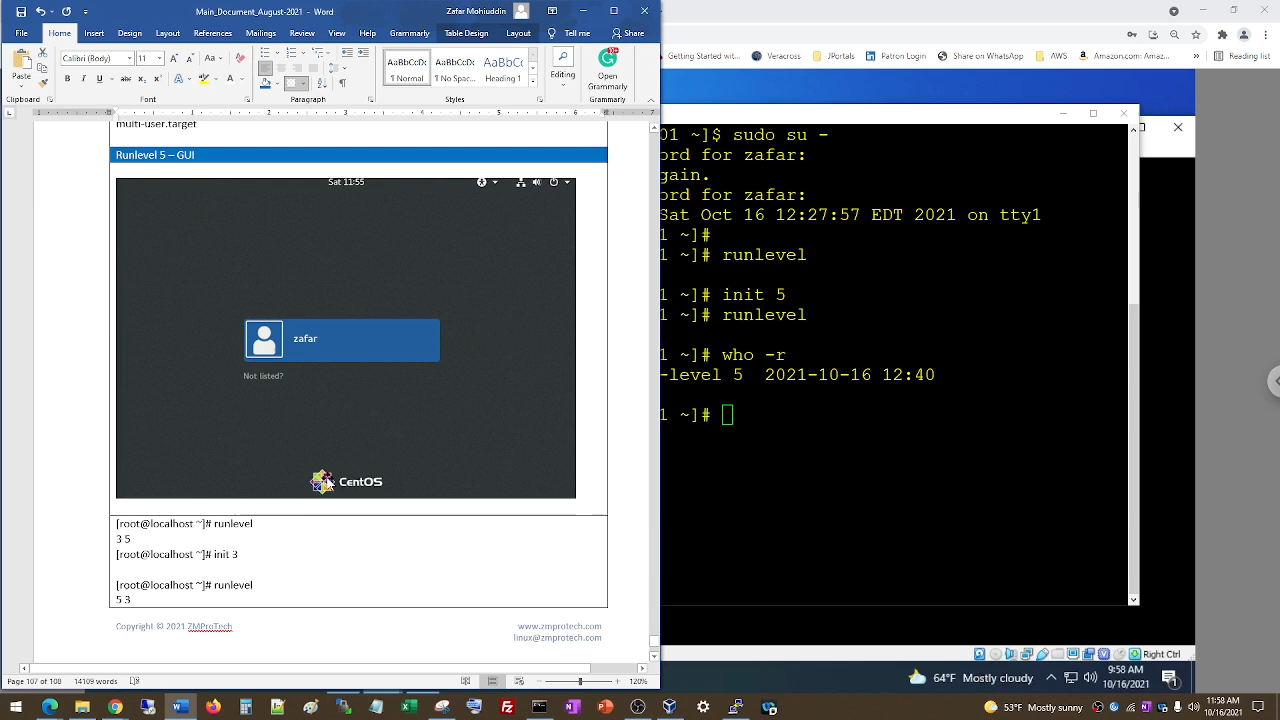 Main_Document_-_Linux - Word
Zafar Mohiuddin
File
Home
Insert
Draw
Design
Layout
References
Mailings
Review
View
Help
Grammarly
Table Design
Layout
Tell me
Share
Paste
Calibri (Body)
11
AaBbCcDc
AaBbCcDc
AaBbCc
¶ Normal
¶ No Spac...
Heading 1
Editing
Open
Grammarly
Clipboard
Font
Paragraph
Styles
Grammarly
multi-user.target
Runlevel 5 – GUI
Sat 11:55
zafar
Not listed?
CentOS
[root@localhost ~]# runlevel
3 5
[root@localhost ~]# init 3
[root@localhost ~]# runlevel
5 3
Copyright © 2021 ZMProTech
www.zmprotech.com
linux@zmprotech.com
Page 107 of 108
14109 words
120%
Getting Started wit...
Veracross
JPortals
Patron Login
Share on WhatsApp
AWS
Amazon.com: Amaz...
Reading list
01 ~]$ sudo su -
ord for zafar:
gain.
ord for zafar:
Sat Oct 16 12:27:57 EDT 2021 on tty1
1 ~]#
1 ~]# runlevel
1 ~]# init 5
1 ~]# runlevel
1 ~]# who -r
-level 5  2021-10-16 12:40
1 ~]#
Right Ctrl
64°F Mostly cloudy
9:58 AM
10/16/2021
59°F Mostly cloudy
11:58 AM
10/16/2021